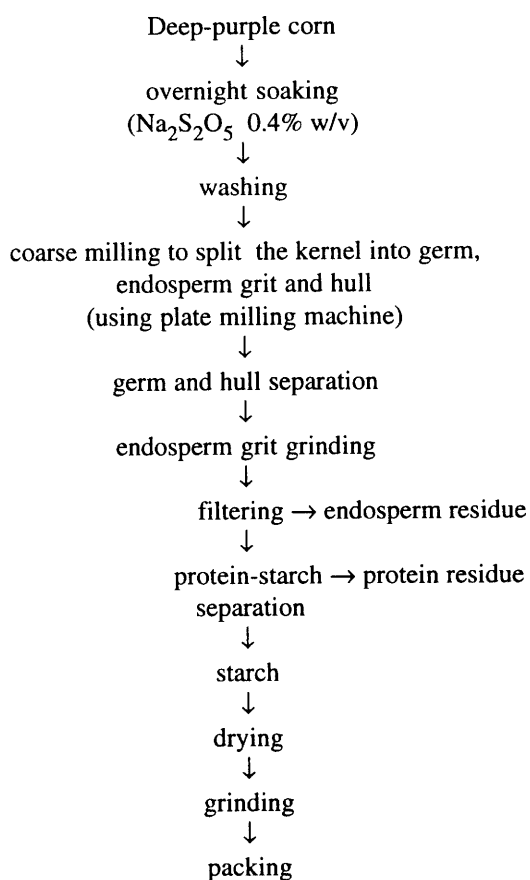 Deep-purple corn
↓
overnight soaking
(Na₂S₂O₅ 0.4% w/v)
↓
washing
↓
coarse milling to split the kernel into germ,
endosperm grit and hull
(using plate milling machine)
↓
germ and hull separation
↓
endosperm grit grinding
↓
filtering → endosperm residue
↓
protein-starch → protein residue
separation
↓
starch
↓
drying
↓
grinding
↓
packing